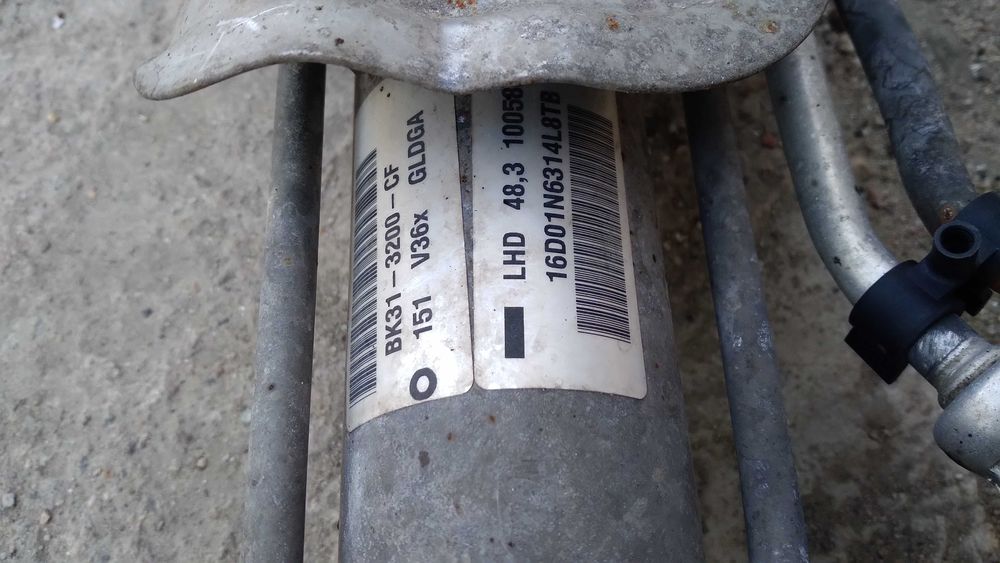 BK31-3200-CF
151 V36x GLDGA
LHD 48,3 10058
16D01N6314L8TB